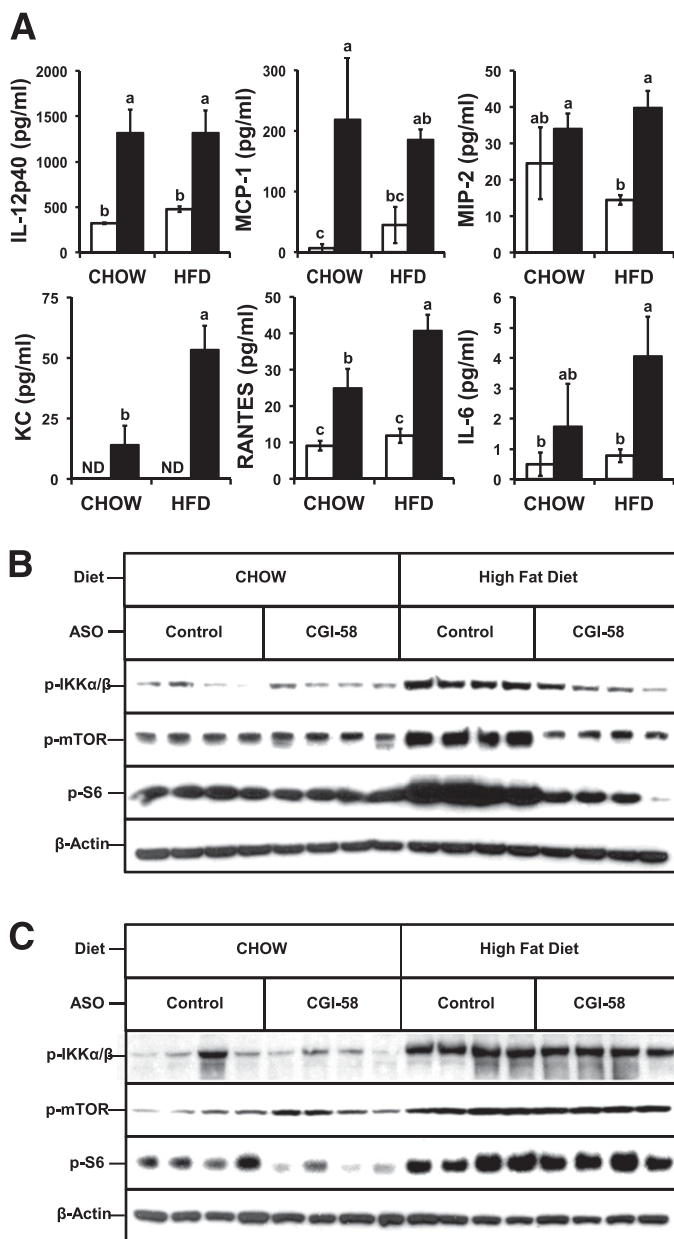 A
IL-12p40 (pg/ml)
2000
1500
1000
500
0
b
a
b
a
CHOW
HFD
MCP-1 (pg/ml)
300
200
100
0
c
a
bc
ab
CHOW
HFD
MIP-2 (pg/ml)
50
40
30
20
10
0
ab
a
b
a
CHOW
HFD
KC (pg/ml)
75
50
25
0
ND
b
ND
a
CHOW
HFD
RANTES (pg/ml)
50
40
30
20
10
0
c
b
c
a
CHOW
HFD
IL-6 (pg/ml)
6
5
4
3
2
1
0
b
ab
b
a
CHOW
HFD
B
Diet CHOW High Fat Diet
ASO Control CGI-58 Control CGI-58
p-IKKα/β
p-mTOR
p-S6
β-Actin
C
Diet CHOW High Fat Diet
ASO Control CGI-58 Control CGI-58
p-IKKα/β
p-mTOR
p-S6
β-Actin